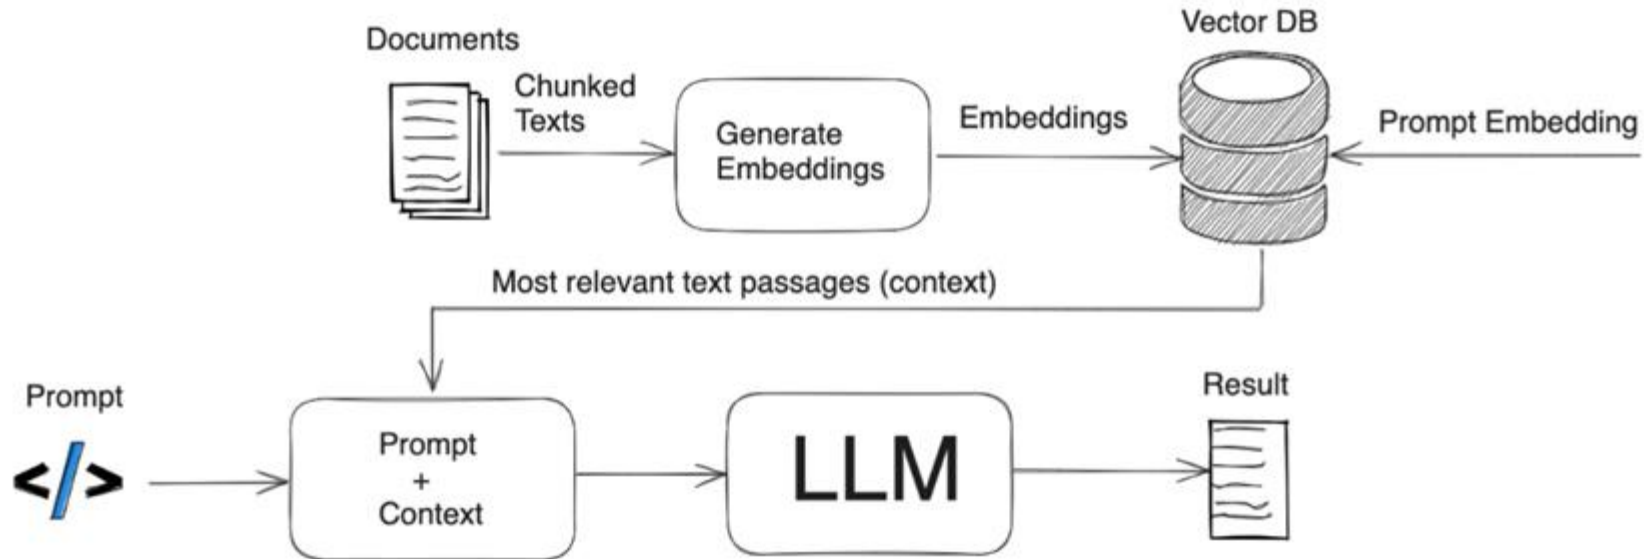 Documents
Vector DB
Chunked
Texts
Generate
Embeddings
Embeddings
Prompt Embedding
Most relevant text passages (context)
Prompt
</>
Prompt
+
Context
LLM
Result